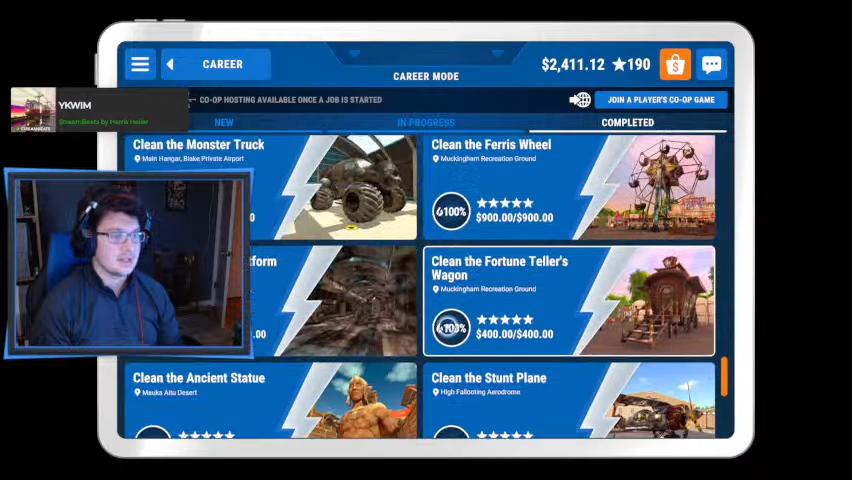 CAREER
$2,411.12 ★190
CAREER MODE
CO-OP HOSTING AVAILABLE ONCE A JOB IS STARTED
JOIN A PLAYER'S CO-OP GAME
YKWIM
StreamBeats by Harris Heller
NEW
IN PROGRESS
COMPLETED
Clean the Monster Truck
Main Hangar, Blake Private Airport
Clean the Ferris Wheel
Muckingham Recreation Ground
100%
$900.00/$900.00
Clean the Fortune Teller's
Wagon
Muckingham Recreation Ground
100%
$400.00/$400.00
Clean the Ancient Statue
Mauka Aitu Desert
Clean the Stunt Plane
High Fallooting Aerodrome